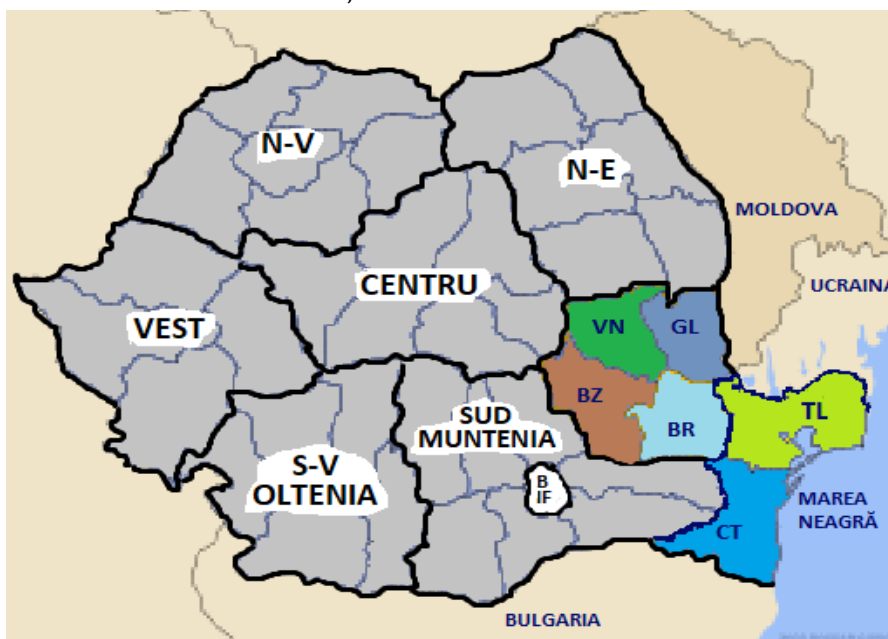 N-V
N-E
MOLDOVA
UCRAINA
CENTRU
VEST
VN
GL
BZ
TL
SUD
MUNTENIA
BR
S-V
OLTENIA
B
IF
MAREA
NEAGRĂ
CT
BULGARIA